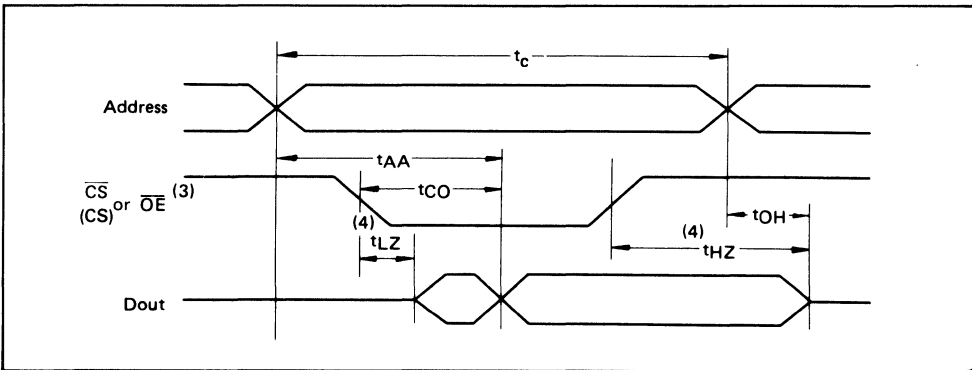 tc
Address
tAA
CS or OE (3)
(CS)
tCO
(4)
tLZ
tOH
(4)
tHZ
Dout